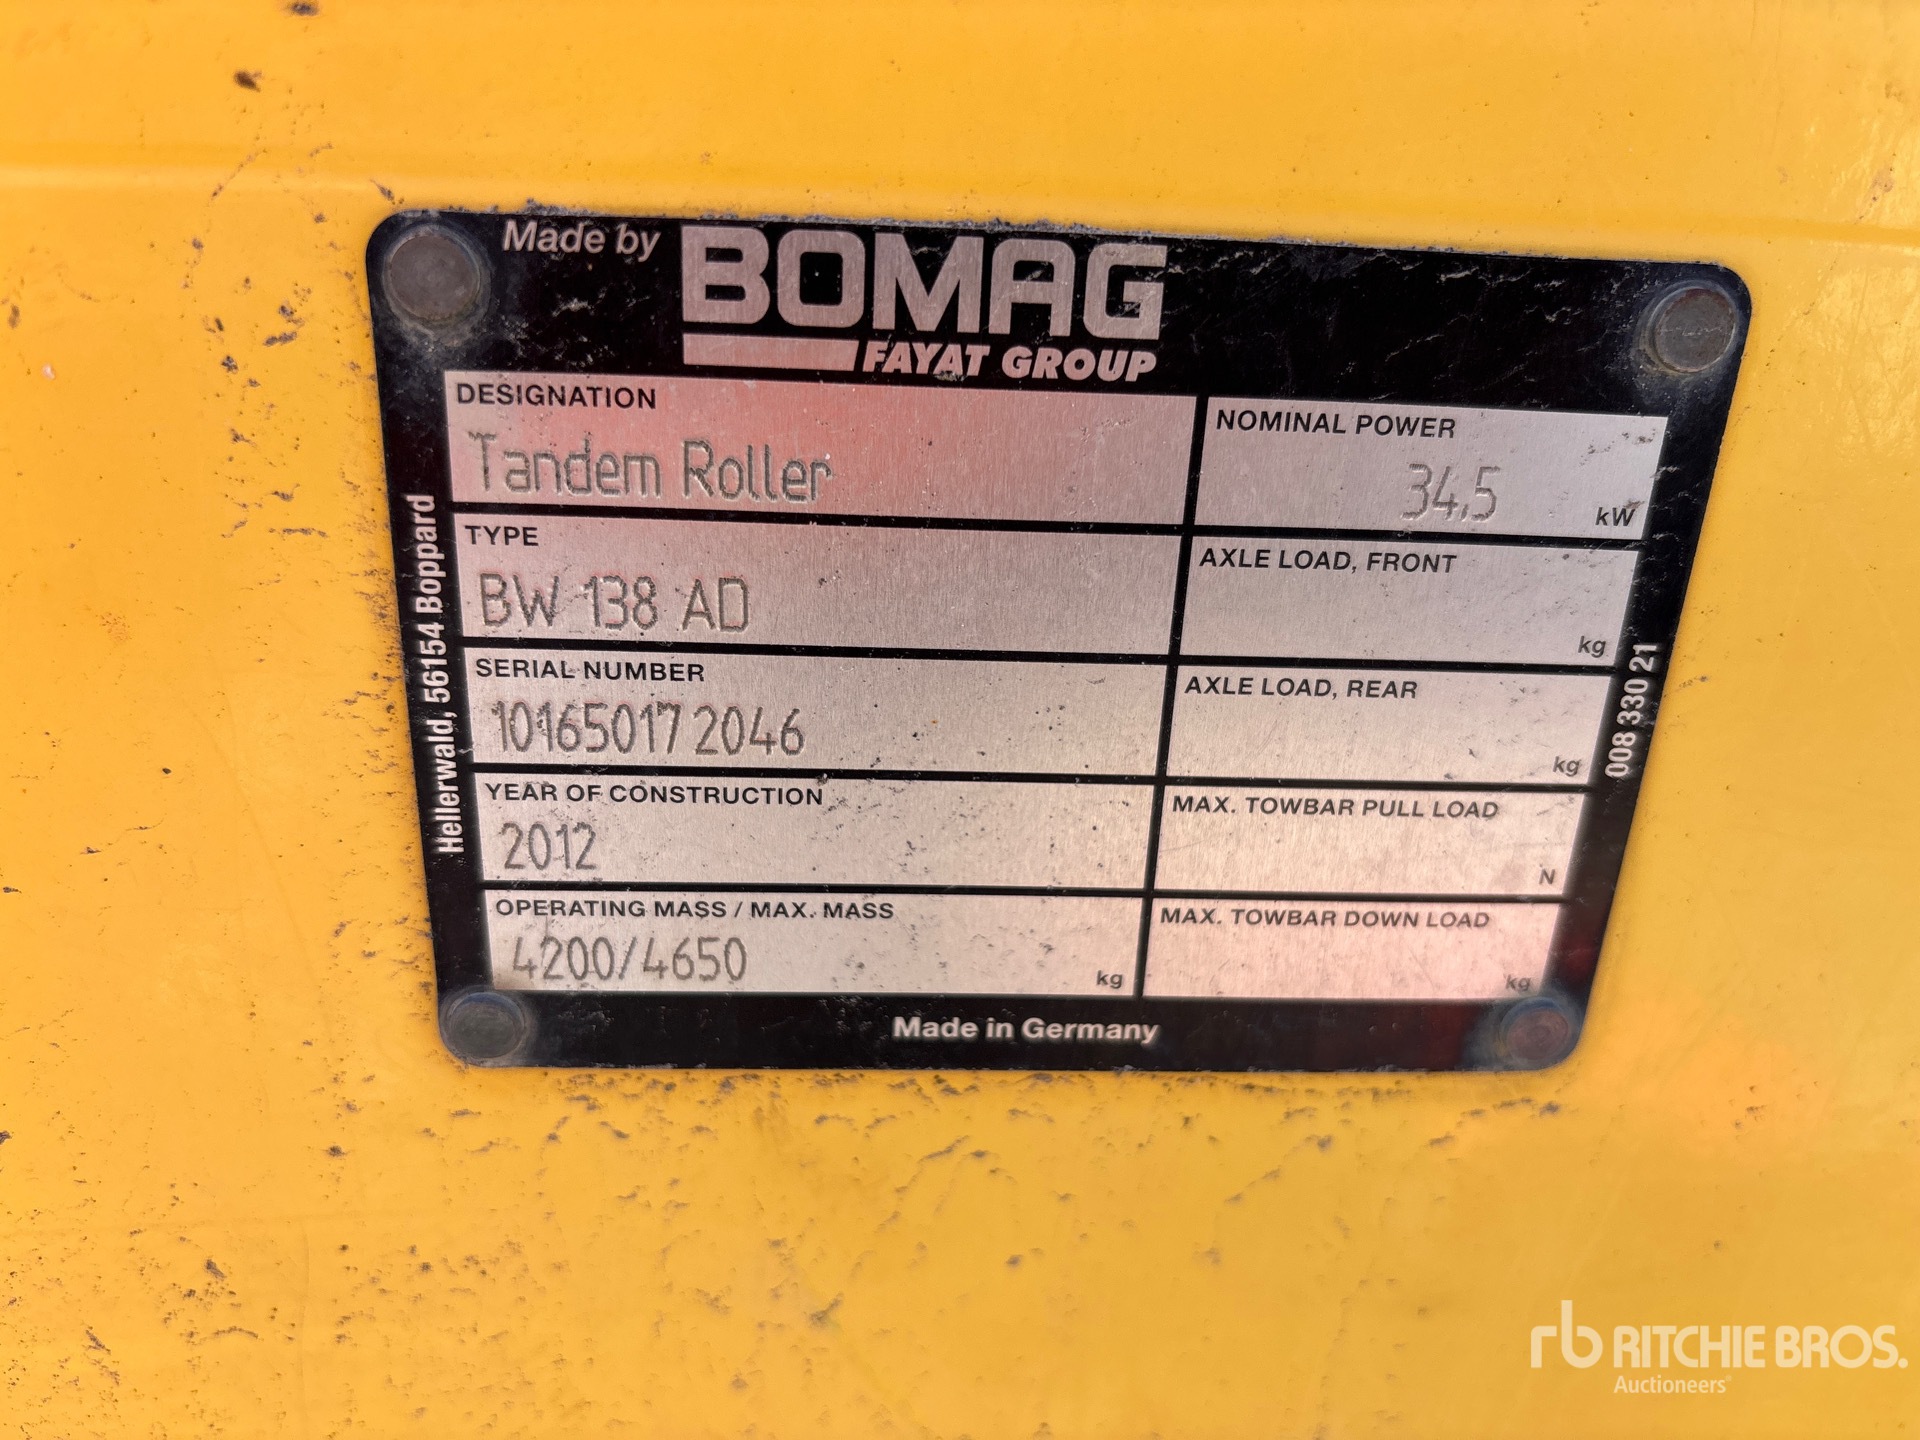 Made by BOMAG
FAYAT GROUP
DESIGNATION
Tandem Roller
TYPE
BW 138 AD
SERIAL NUMBER
101650172046
YEAR OF CONSTRUCTION
2012
OPERATING MASS / MAX. MASS
4200/4650 kg
NOMINAL POWER
34,5 kW
AXLE LOAD, FRONT
kg
AXLE LOAD, REAR
kg
MAX. TOWBAR PULL LOAD
N
MAX. TOWBAR DOWN LOAD
kg
Hellerwald, 56154 Boppard
008 330 21
Made in Germany
rb RITCHIE BROS.
Auctioneers